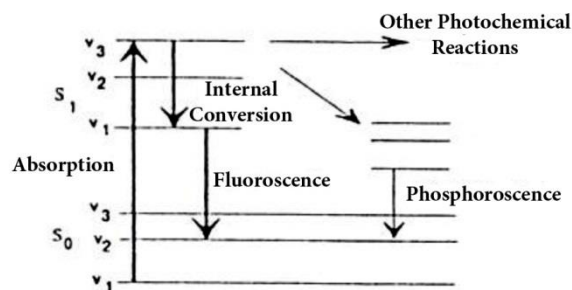 Other Photochemical
Reactions
v3
v2
S1
Internal
Conversion
v1
Absorption
Fluoroscence
Phosphoroscence
v3
S0
v2
v1